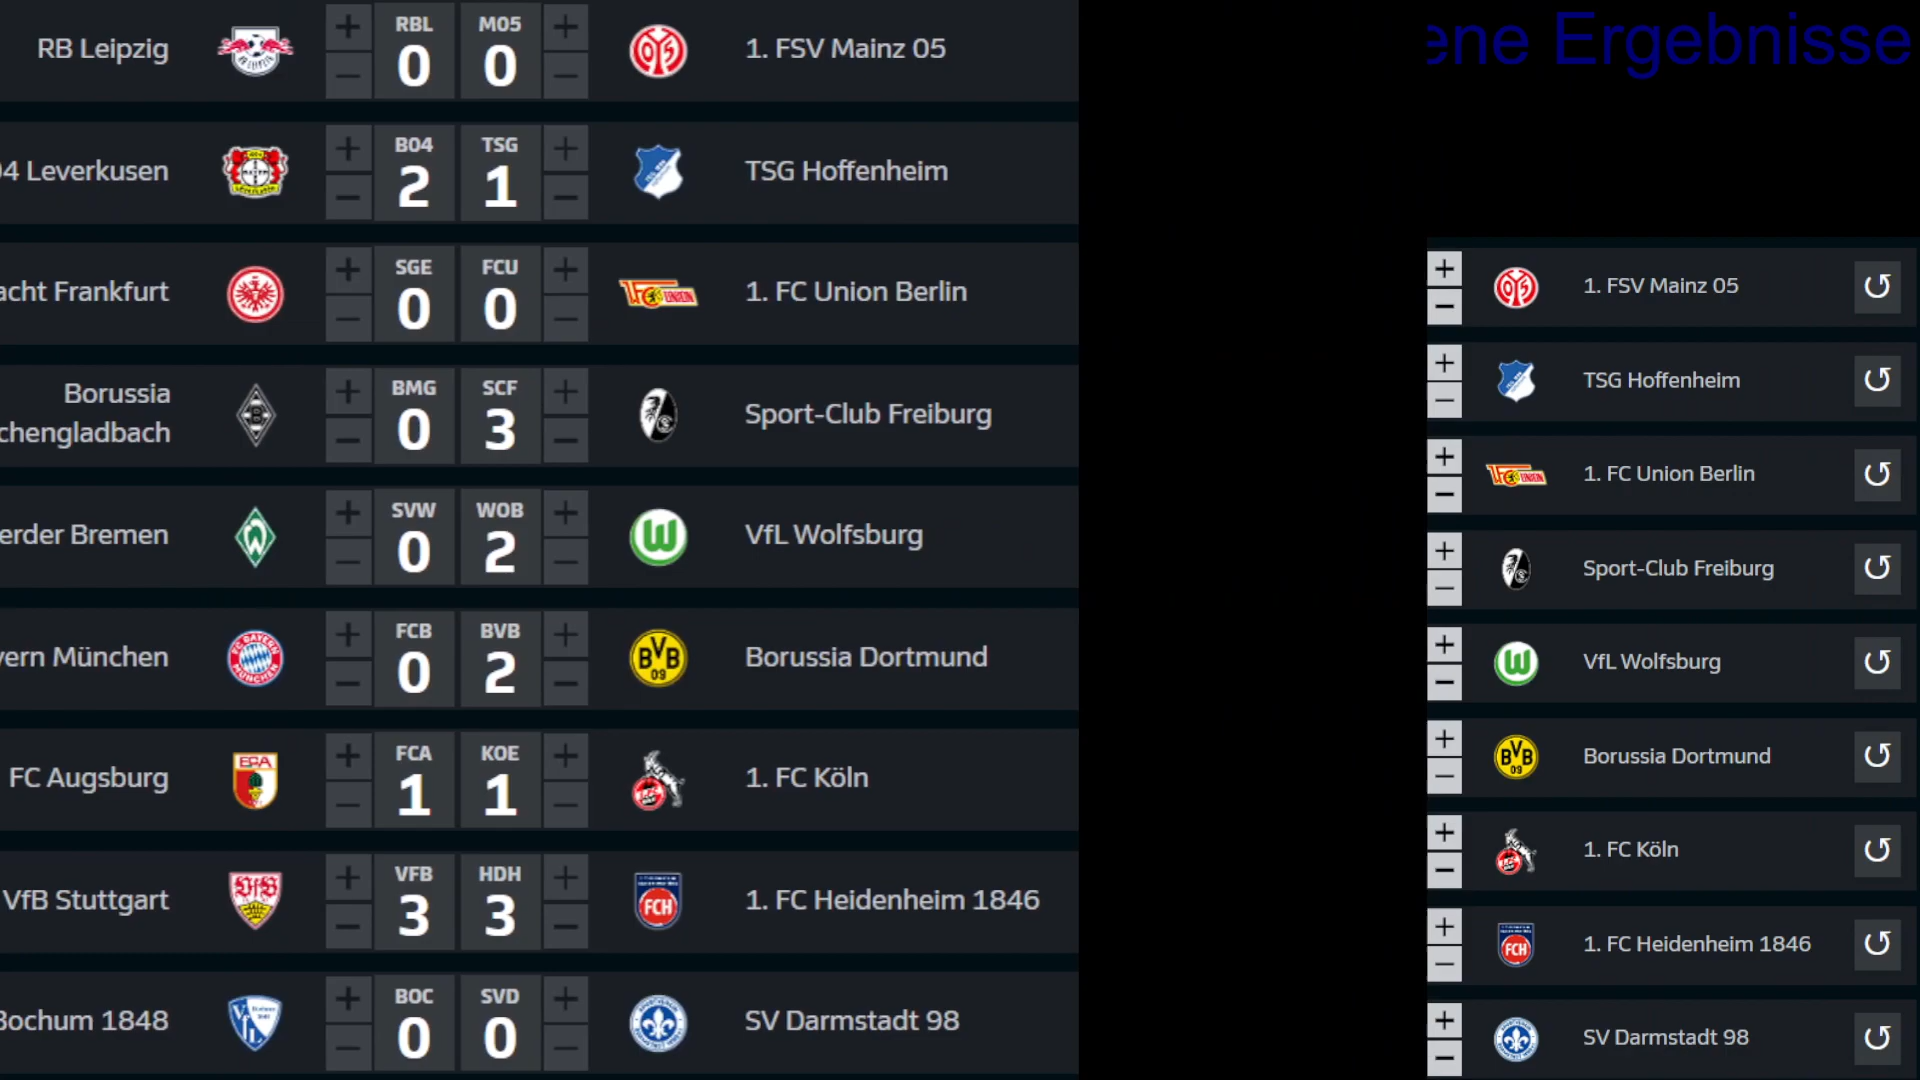 ene Ergebnisse
RB Leipzig + RBL 0 M05 0 + 1. FSV Mainz 05
04 Leverkusen + B04 2 TSG 1 + TSG Hoffenheim
acht Frankfurt + SGE 0 FCU 0 + 1. FC Union Berlin
Borussia
chengladbach + BMG 0 SCF 3 + Sport-Club Freiburg
erder Bremen + SVW 0 WOB 2 + VfL Wolfsburg
yern München + FCB 0 BVB 2 + Borussia Dortmund
FC Augsburg + FCA 1 KOE 1 + 1. FC Köln
VfB Stuttgart + VFB 3 HDH 3 + 1. FC Heidenheim 1846
Bochum 1848 + BOC 0 SVD 0 + SV Darmstadt 98
1. FSV Mainz 05
TSG Hoffenheim
1. FC Union Berlin
Sport-Club Freiburg
VfL Wolfsburg
Borussia Dortmund
1. FC Köln
1. FC Heidenheim 1846
SV Darmstadt 98